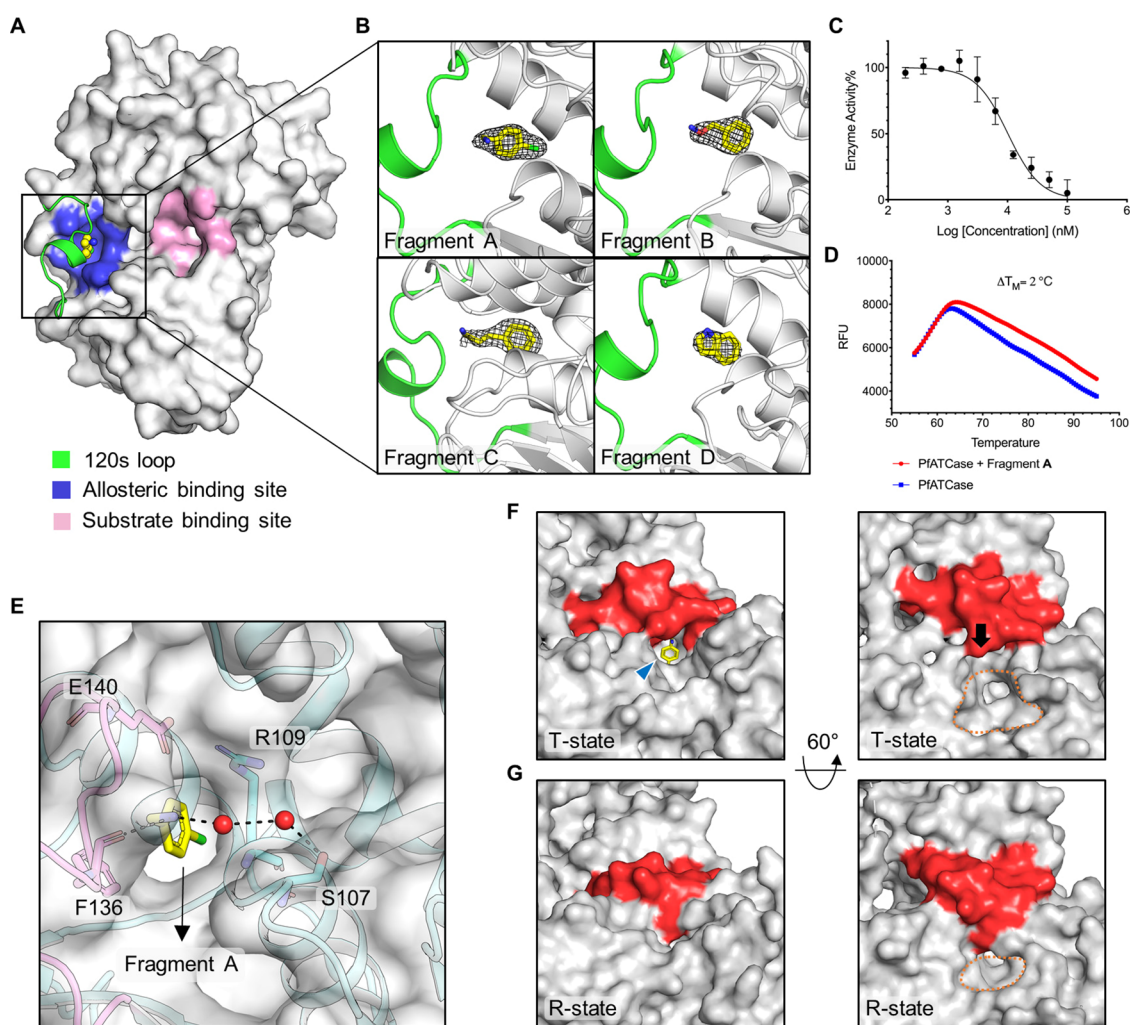 A
120s loop
Allosteric binding site
Substrate binding site
B
Fragment A
Fragment B
Fragment C
Fragment D
C
Enzyme Activity%
100
50
0
2
3
4
5
6
Log [Concentration] (nM)
D
10000
8000
6000
4000
RFU
ΔTM= 2 °C
50
60
70
80
90
100
Temperature
PfATCase + Fragment A
PfATCase
E
E140
R109
F136
S107
Fragment A
F
T-state
T-state
60°
G
R-state
R-state